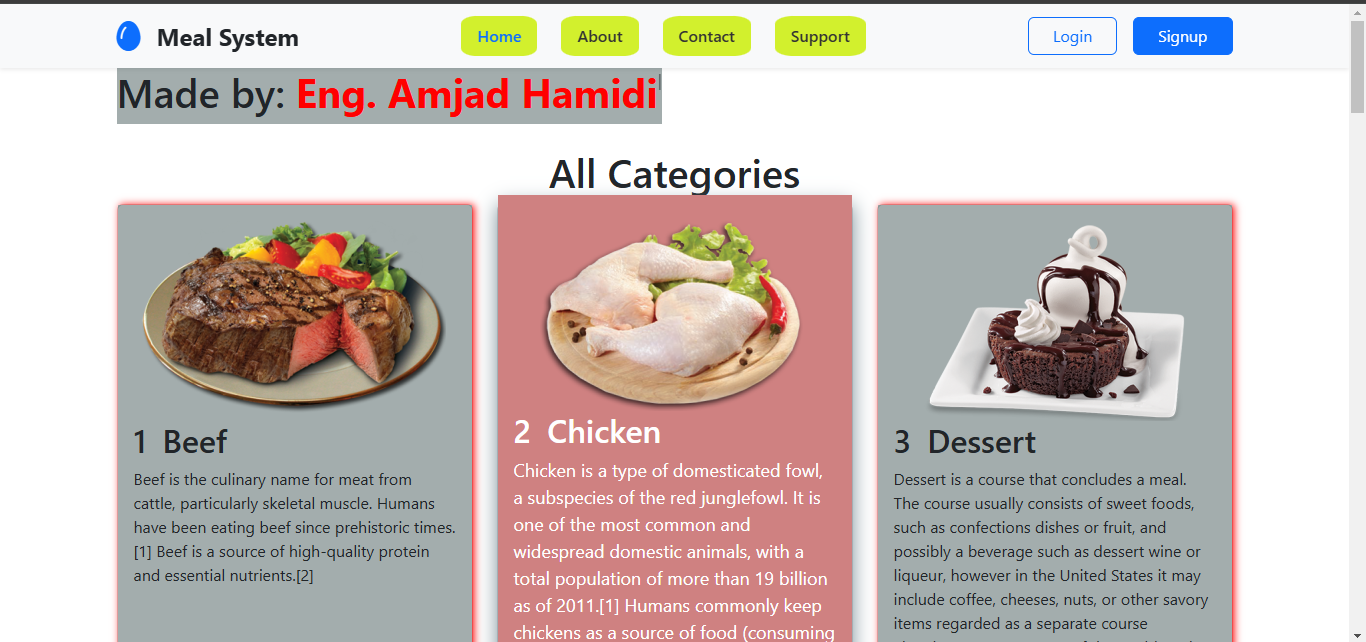 Meal System
Home
About
Contact
Support
Login
Signup
Made by: Eng. Amjad Hamidi
All Categories
1 Beef
Beef is the culinary name for meat from
cattle, particularly skeletal muscle. Humans
have been eating beef since prehistoric times.
[1] Beef is a source of high-quality protein
and essential nutrients.[2]
2 Chicken
Chicken is a type of domesticated fowl,
a subspecies of the red junglefowl. It is
one of the most common and
widespread domestic animals, with a
total population of more than 19 billion
as of 2011.[1] Humans commonly keep
chickens as a source of food (consuming
3 Dessert
Dessert is a course that concludes a meal.
The course usually consists of sweet foods,
such as confections dishes or fruit, and
possibly a beverage such as dessert wine or
liqueur, however in the United States it may
include coffee, cheeses, nuts, or other savory
items regarded as a separate course